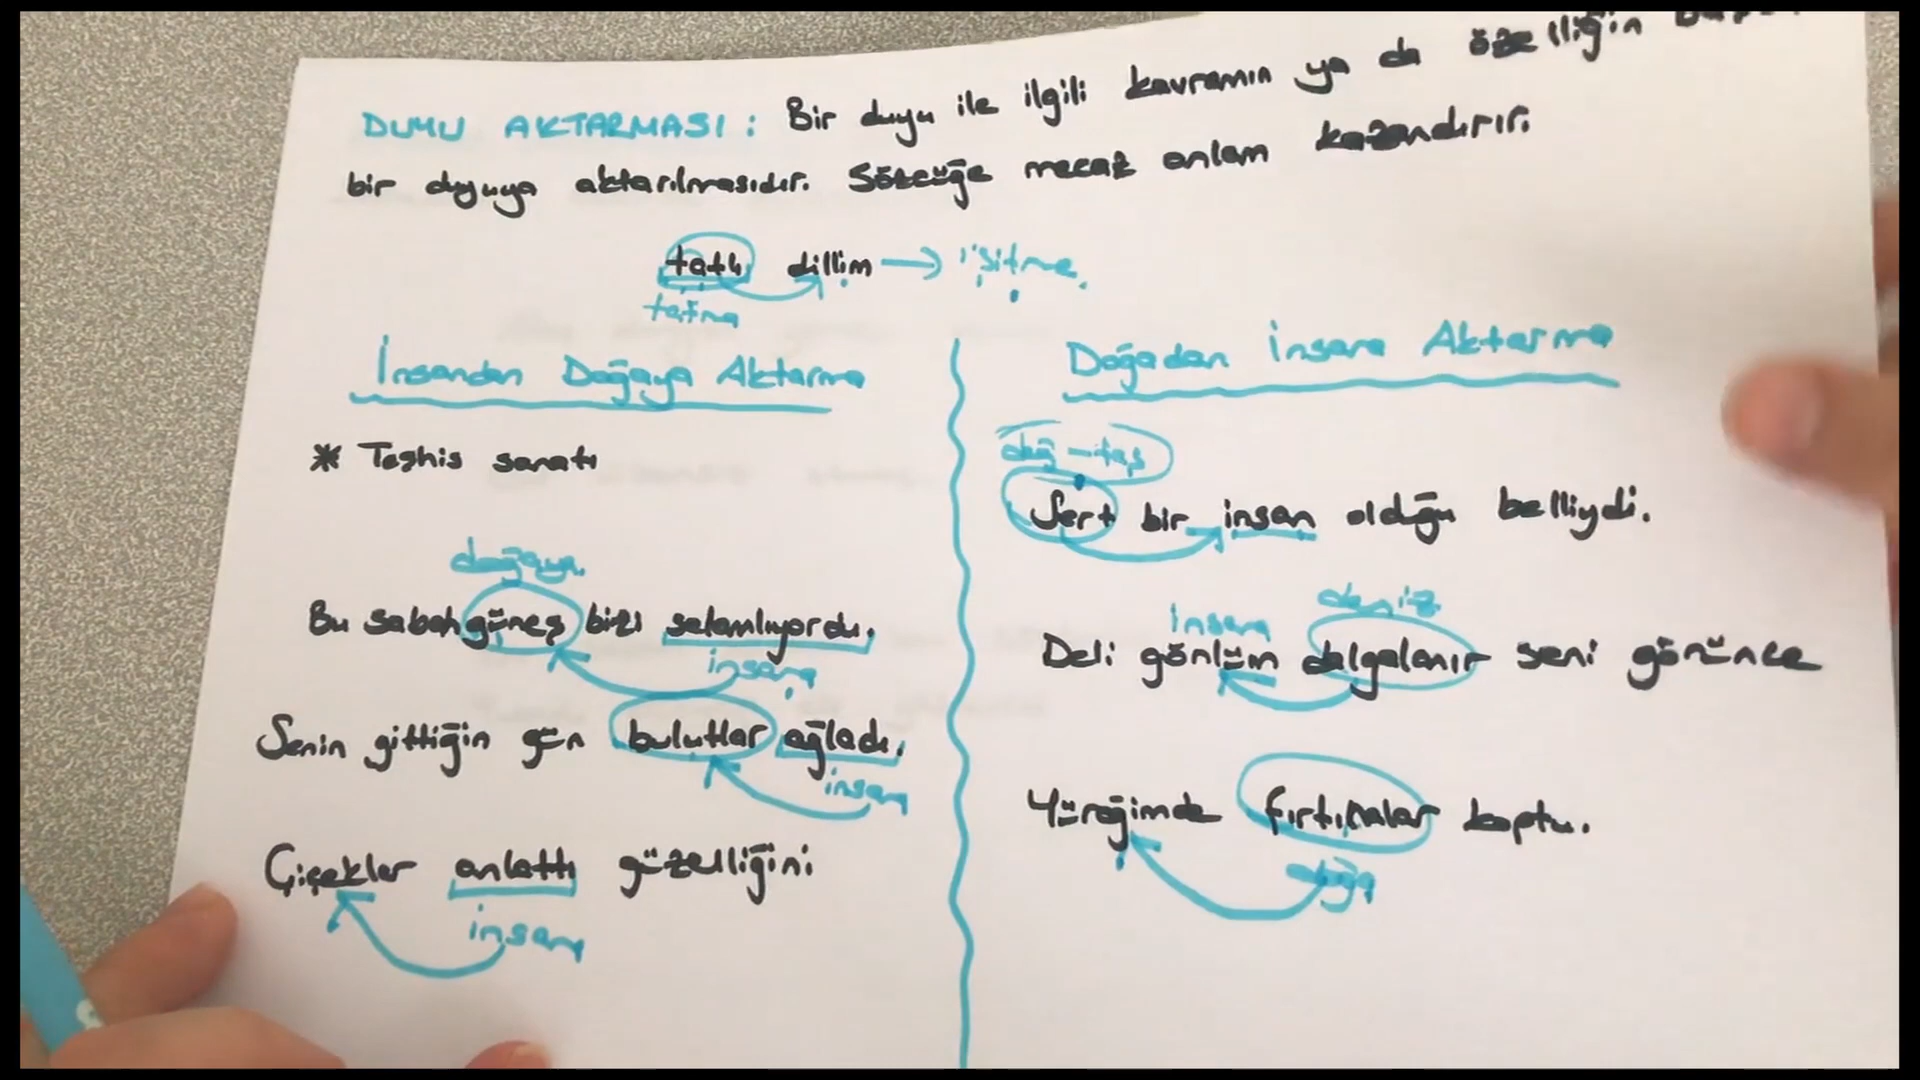 DUYU AKTARMASI : Bir duyu ile ilgili kavramın ya da özelliğin
bir duyuya aktarılmasıdır. Sözcüğe mecaz anlam kazandırır.
tatlı dillim → işitme
tatma
İnsandan Doğaya Aktarma
* Teşhis sanatı
doğaya
Bu sabah güneş bizi selamlıyordu.
insan
Senin gittiğin gün bulutlar ağladı.
insan
Çiçekler anlattı güzelliğini
insan
Doğadan İnsana Aktarma
dağ - taş
Sert bir insan olduğu belliydi.
insan deniz
Deli gönlüm dalgalanır seni görünce
Yüreğimde fırtınalar koptu.
doğa